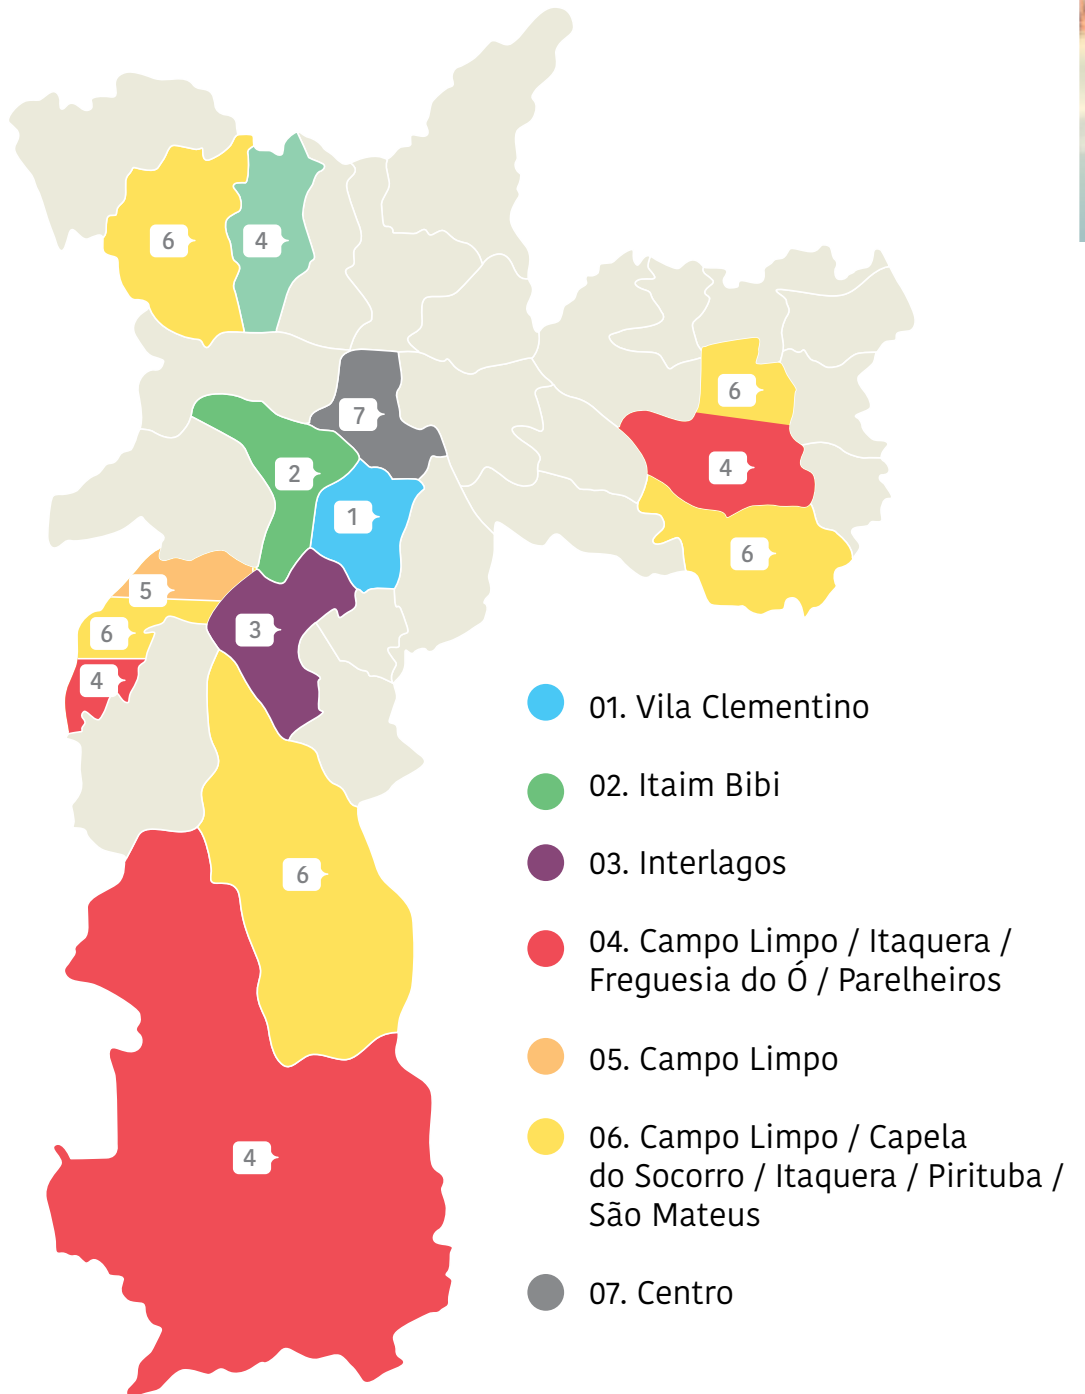 6
4
7
6
2
4
1
6
5
3
6
4
6
4
01. Vila Clementino
02. Itaim Bibi
03. Interlagos
04. Campo Limpo / Itaquera /
Freguesia do Ó / Parelheiros
05. Campo Limpo
06. Campo Limpo / Capela
do Socorro / Itaquera / Pirituba /
São Mateus
07. Centro